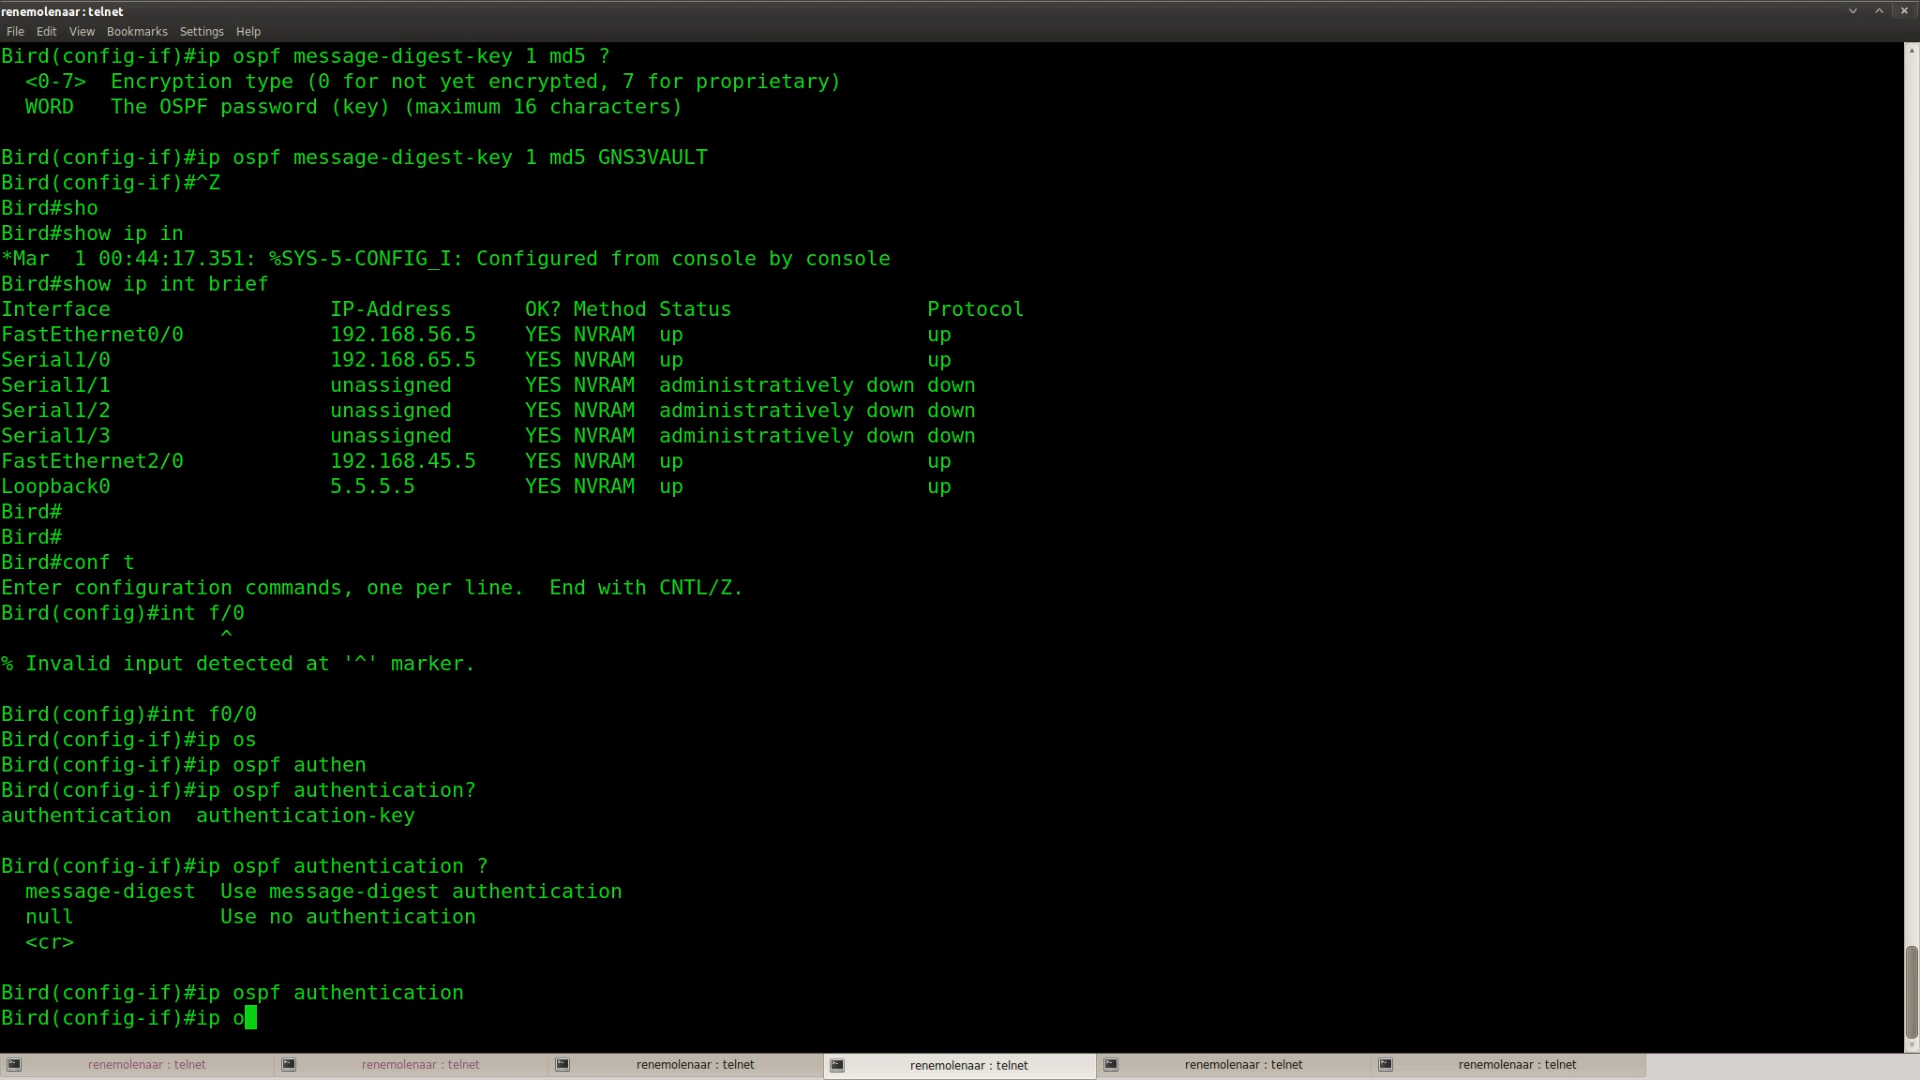 renemolenaar : telnet
File Edit View Bookmarks Settings Help
Bird(config-if)#ip ospf message-digest-key 1 md5 ?
  <0-7>  Encryption type (0 for not yet encrypted, 7 for proprietary)
  WORD   The OSPF password (key) (maximum 16 characters)

Bird(config-if)#ip ospf message-digest-key 1 md5 GNS3VAULT
Bird(config-if)#^Z
Bird#sho
Bird#show ip in
*Mar  1 00:44:17.351: %SYS-5-CONFIG_I: Configured from console by console
Bird#show ip int brief
Interface                  IP-Address      OK? Method Status                Protocol
FastEthernet0/0            192.168.56.5    YES NVRAM  up                    up
Serial1/0                  192.168.65.5    YES NVRAM  up                    up
Serial1/1                  unassigned      YES NVRAM  administratively down down
Serial1/2                  unassigned      YES NVRAM  administratively down down
Serial1/3                  unassigned      YES NVRAM  administratively down down
FastEthernet2/0            192.168.45.5    YES NVRAM  up                    up
Loopback0                  5.5.5.5         YES NVRAM  up                    up
Bird#
Bird#
Bird#conf t
Enter configuration commands, one per line.  End with CNTL/Z.
Bird(config)#int f/0
                  ^
% Invalid input detected at '^' marker.

Bird(config)#int f0/0
Bird(config-if)#ip os
Bird(config-if)#ip ospf authen
Bird(config-if)#ip ospf authentication?
authentication  authentication-key

Bird(config-if)#ip ospf authentication ?
  message-digest  Use message-digest authentication
  null            Use no authentication
  <cr>

Bird(config-if)#ip ospf authentication
Bird(config-if)#ip o
renemolenaar : telnet renemolenaar : telnet renemolenaar : telnet renemolenaar : telnet renemolenaar : telnet renemolenaar : telnet